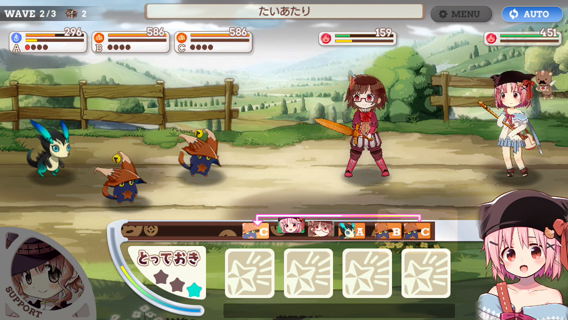 WAVE 2/3 2
たいあたり
MENU
AUTO
296
A
586
B
586
C
159
451
C A B C
とっておき
SUPPORT